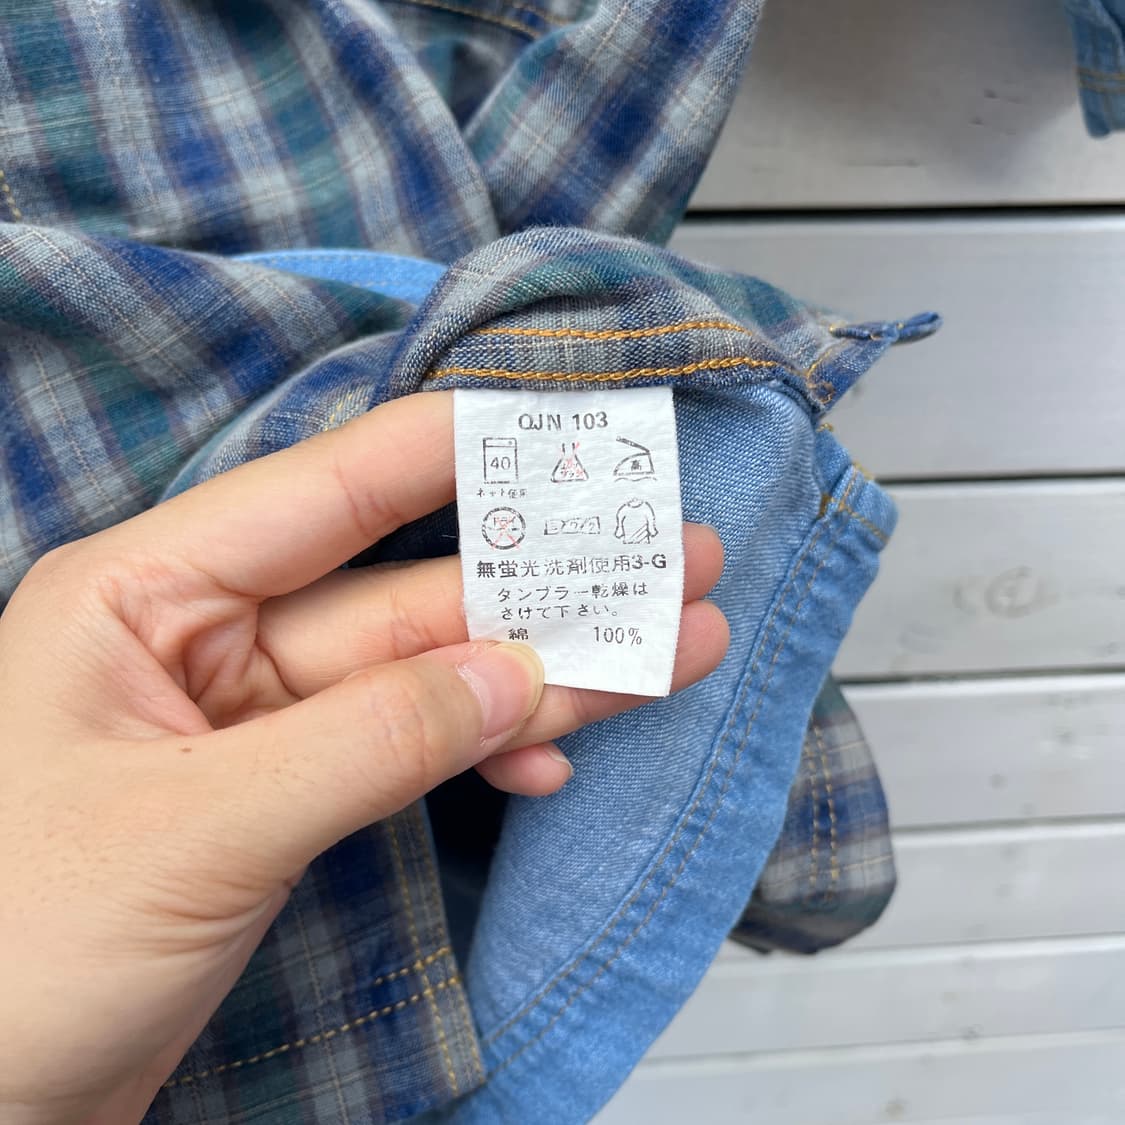 QJN 103
40
高
ネット使用
無蛍光洗剤使用3-G
タンブラー乾燥は
さけて下さい。
綿 100%